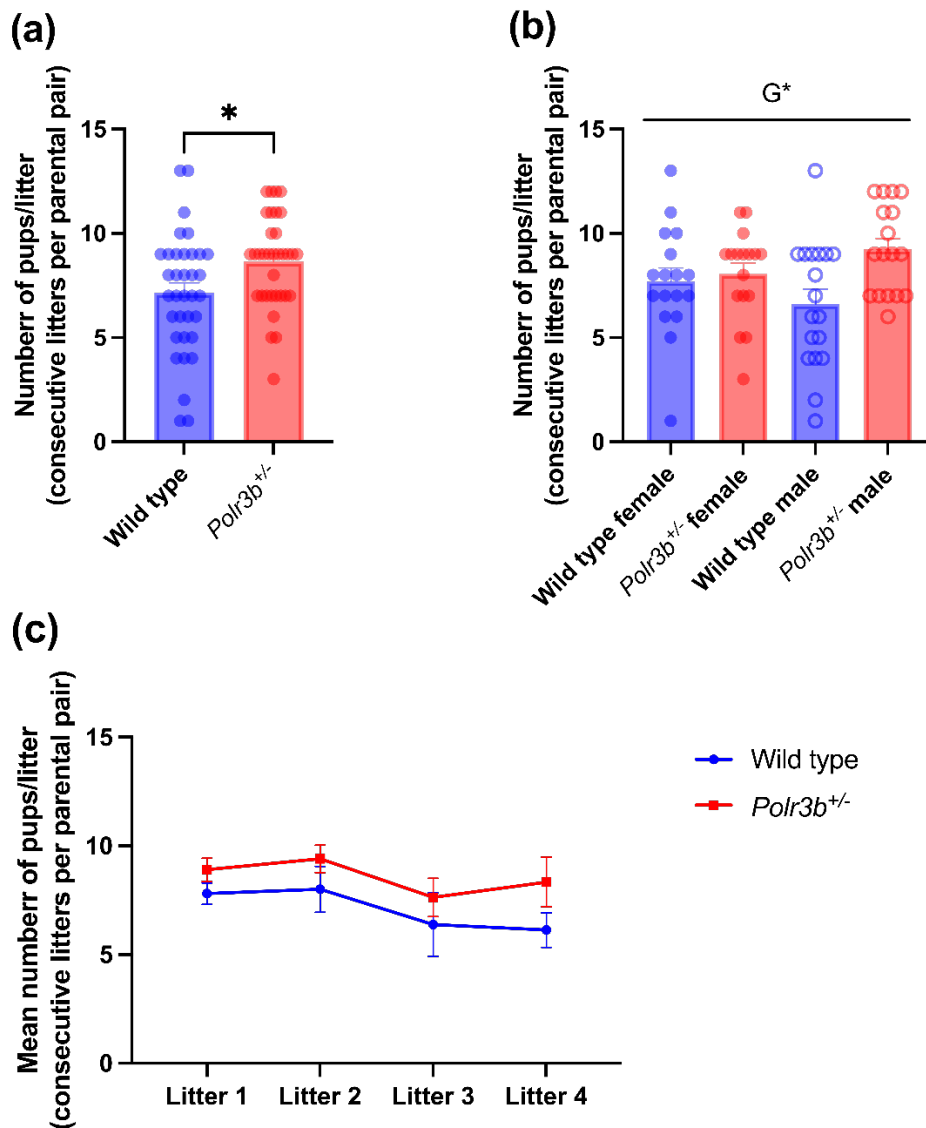 (a)
Numberr of pups/litter
(consecutive litters per parental pair)
15
10
5
0
*
Wild type
Polr3b+/-
(b)
Numberr of pups/litter
(consecutive litters per parental pair)
15
10
5
0
G*
Wild type female
Polr3b+/- female
Wild type male
Polr3b+/- male
(c)
Mean numberr of pups/litter
(consecutive litters per parental pair)
15
10
5
0
Litter 1
Litter 2
Litter 3
Litter 4
Wild type
Polr3b+/-